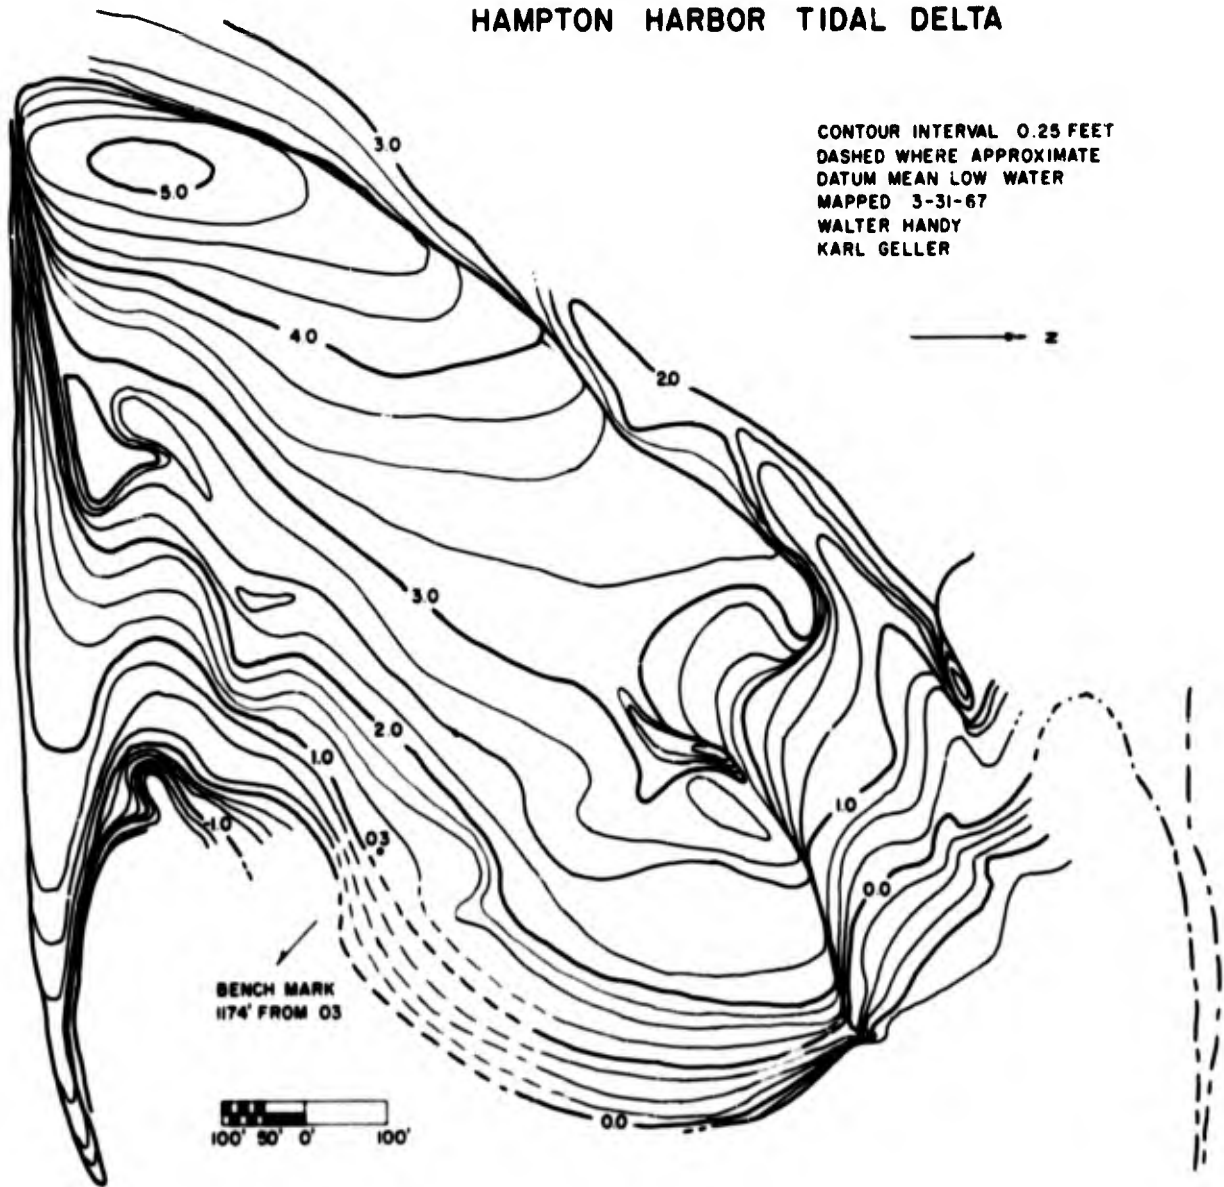 HAMPTON HARBOR TIDAL DELTA
CONTOUR INTERVAL 0.25 FEET
DASHED WHERE APPROXIMATE
DATUM MEAN LOW WATER
MAPPED 3-31-67
WALTER HANDY
KARL GELLER
3.0
5.0
4.0
N
2.0
3.0
2.0
1.0
1.0
-1.0
03
0.0
BENCH MARK
1174' FROM 03
100' 50' 0' 100'
0.0